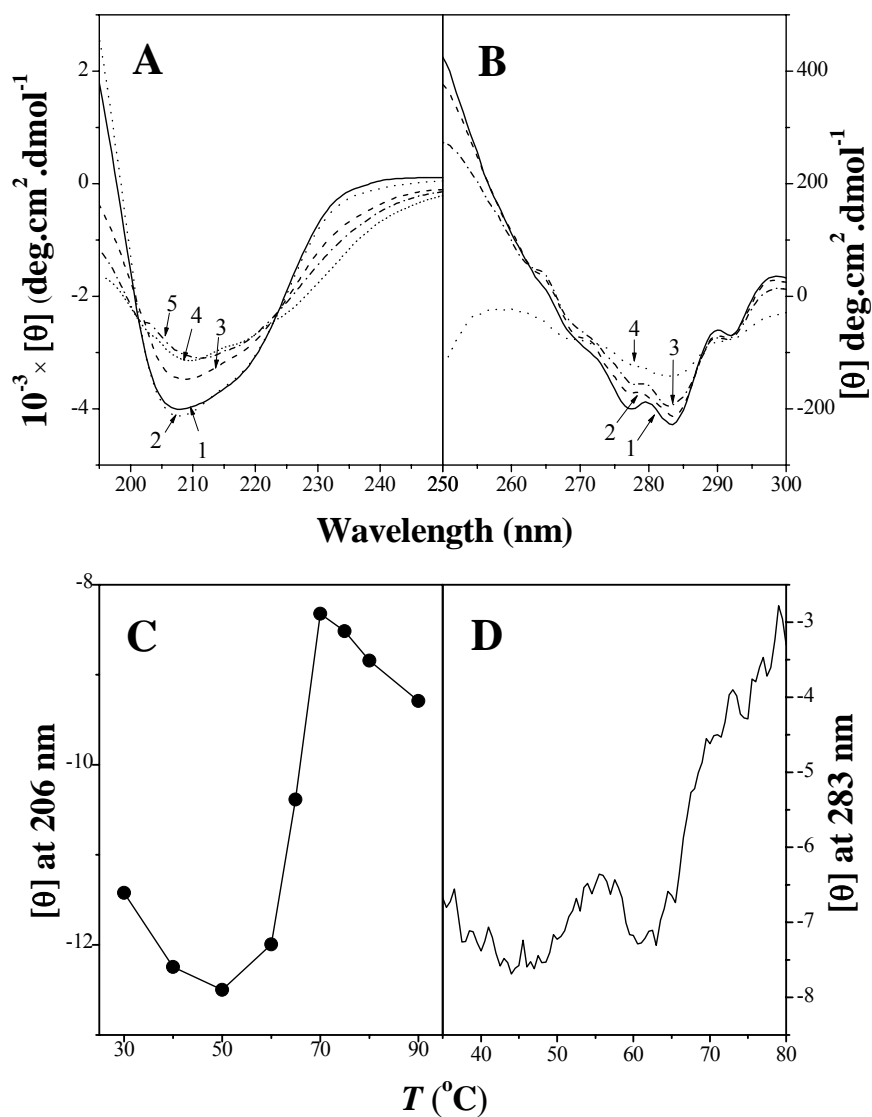 A
B
10⁻³ × [θ] (deg.cm².dmol⁻¹)
2
0
-2
-4
5
4
3
2
1
4
3
2
1
400
200
0
-200
[θ] deg.cm².dmol⁻¹
200 210 220 230 240 250 260 270 280 290 300
Wavelength (nm)
C
D
[θ] at 206 nm
-8
-10
-12
-3
-4
-5
-6
-7
-8
[θ] at 283 nm
30 50 70 90 40 50 60 70 80
T (°C)